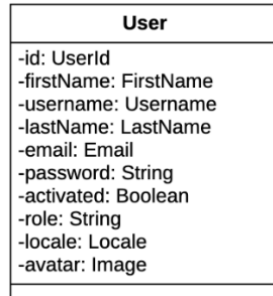 User
-id: UserId
-firstName: FirstName
-username: Username
-lastName: LastName
-email: Email
-password: String
-activated: Boolean
-role: String
-locale: Locale
-avatar: Image